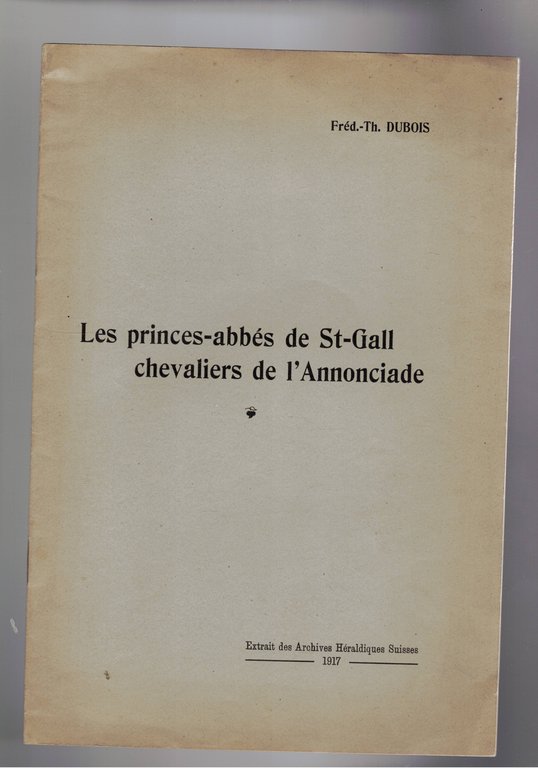 Fréd.-Th. DUBOIS
Les princes-abbés de St-Gall
chevaliers de l'Annonciade
Extrait des Archives Héraldiques Suisses
1917